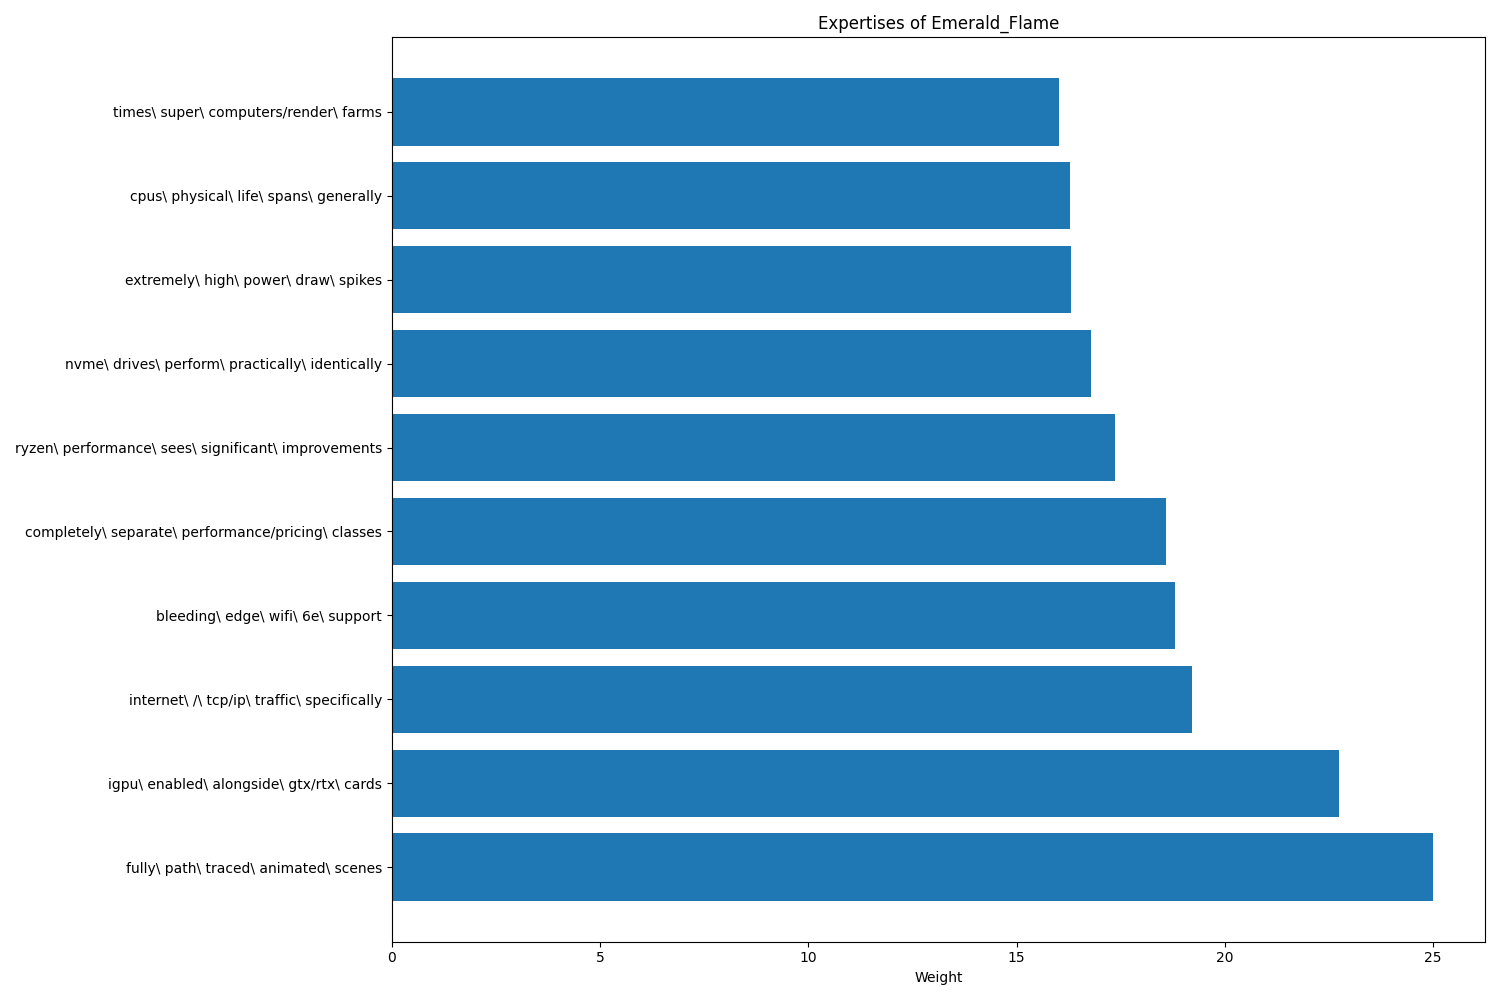 Expertises of Emerald_Flame
times\ super\ computers/render\ farms
cpus\ physical\ life\ spans\ generally
extremely\ high\ power\ draw\ spikes
nvme\ drives\ perform\ practically\ identically
ryzen\ performance\ sees\ significant\ improvements
completely\ separate\ performance/pricing\ classes
bleeding\ edge\ wifi\ 6e\ support
internet\ /\ tcp/ip\ traffic\ specifically
igpu\ enabled\ alongside\ gtx/rtx\ cards
fully\ path\ traced\ animated\ scenes
0 5 10 15 20 25
Weight